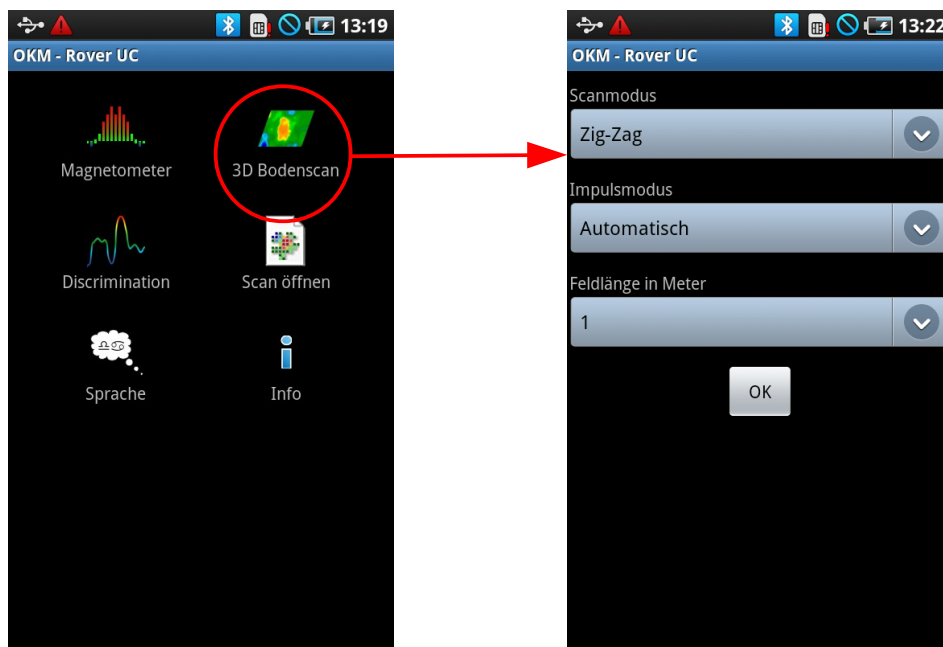 13:19
OKM - Rover UC
Magnetometer
3D Bodenscan
Discrimination
Scan öffnen
Sprache
Info
13:22
OKM - Rover UC
Scanmodus
Zig-Zag
Impulsmodus
Automatisch
Feldlänge in Meter
1
OK